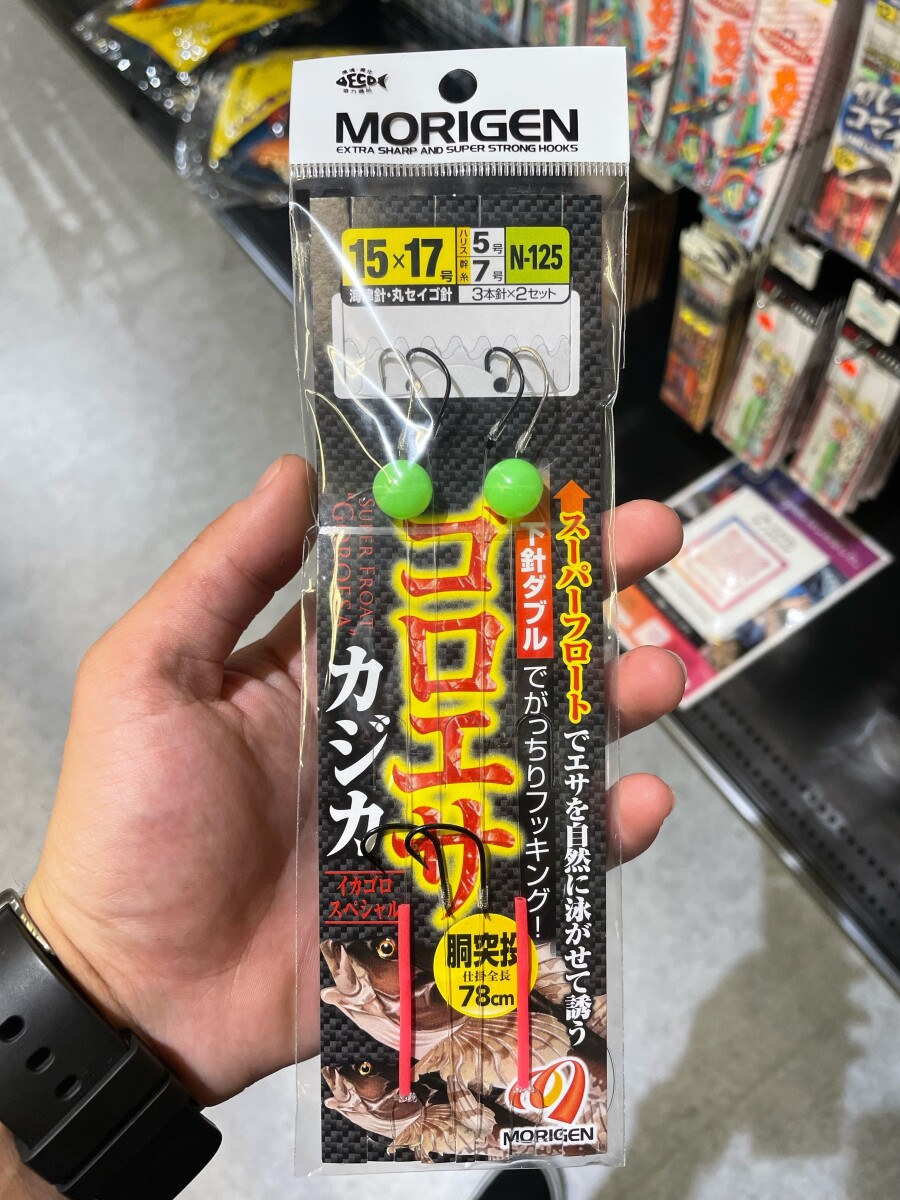 ECO
MORIGEN
EXTRA SHARP AND SUPER STRONG HOOKS
15×17号
ハリス 5号
幹糸 7号
N-125
海津針・丸セイゴ針
3本針×2セット
スーパーフロートでエサを自然に泳がせて誘う
下針ダブルでがっちりフッキング!
ゴロエサ
SUPER FROAT
"GOROESA"
カジカ
イカゴロ
スペシャル
胴突投
仕掛全長
78cm
MORIGEN